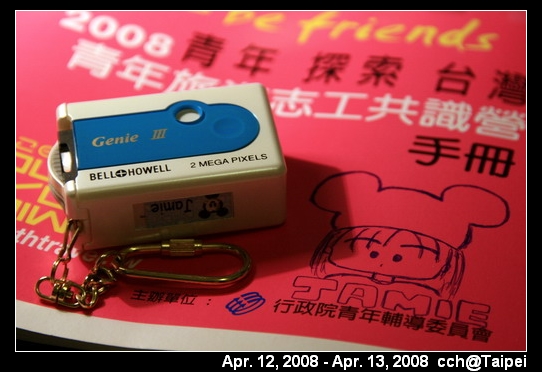 be friends
2008 青年 探索 台灣
青年旅遊志工共識營
手冊
Genie III
BELL+HOWELL 2 MEGA PIXELS
Jamie
JAMIE
主辦單位：
行政院青年輔導委員會
Apr. 12, 2008 - Apr. 13, 2008 cch@Taipei